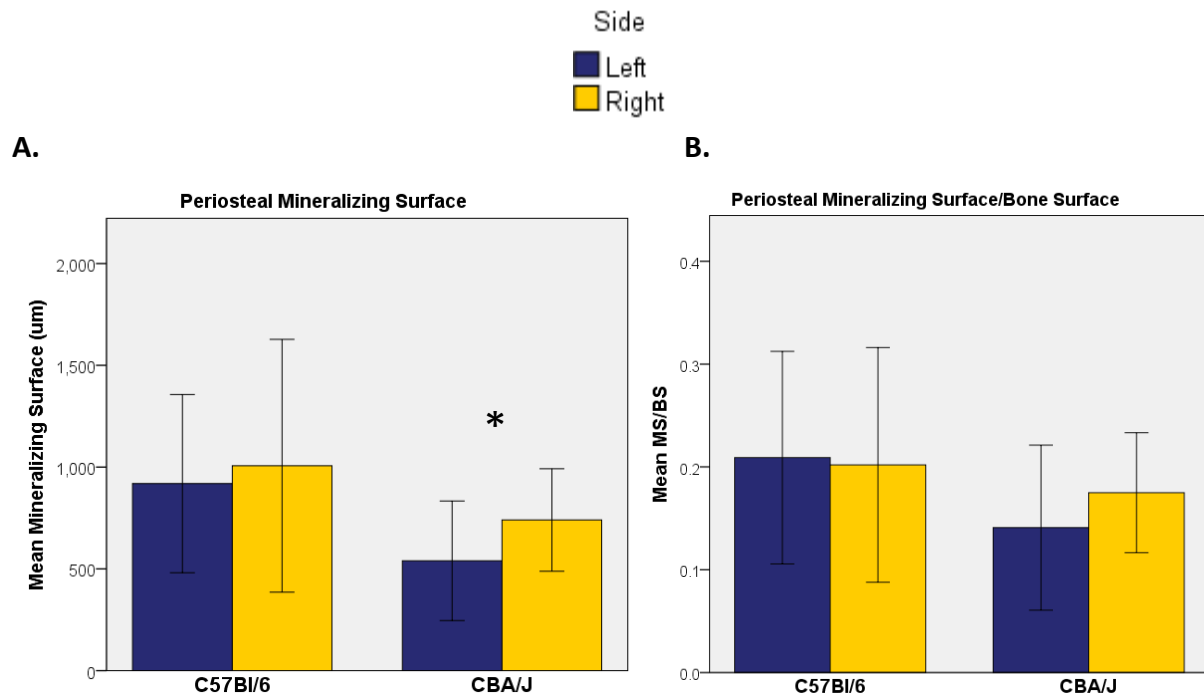 Side
Left
Right
A.
B.
Periosteal Mineralizing Surface
Mean Mineralizing Surface (um)
2,000
1,500
1,000
500
0
*
C57Bl/6
CBA/J
Periosteal Mineralizing Surface/Bone Surface
Mean MS/BS
0.4
0.3
0.2
0.1
0.0
C57Bl/6
CBA/J